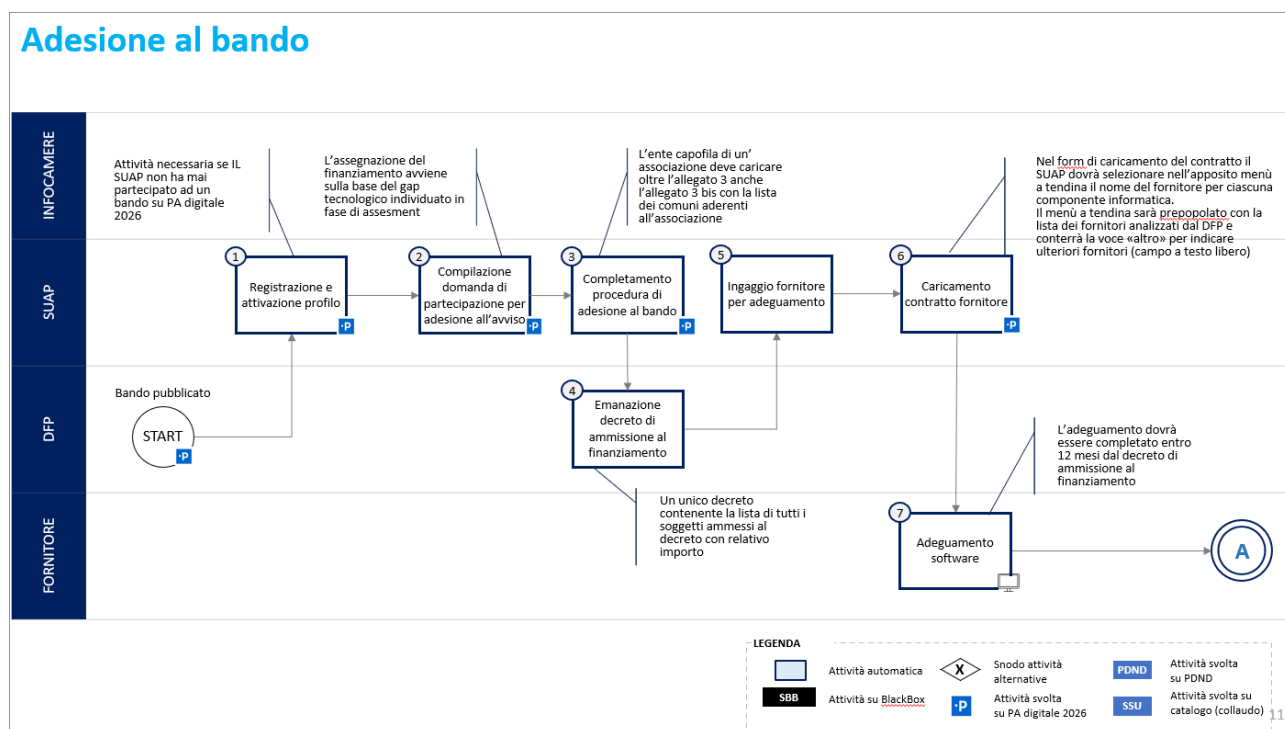 Adesione al bando
INFOCAMERE
Attività necessaria se IL
SUAP non ha mai
partecipato ad un
bando su PA digitale
2026
L’assegnazione del
finanziamento avviene
sulla base del gap
tecnologico individuato in
fase di assesment
L’ente capofila di un’
associazione deve caricare
oltre l’allegato 3 anche
l’allegato 3 bis con la lista
dei comuni aderenti
all’associazione
Nel form di caricamento del contratto il
SUAP dovrà selezionare nell’apposito menù
a tendina il nome del fornitore per ciascuna
componente informatica.
Il menù a tendina sarà prepopolato con la
lista dei fornitori analizzati dal DFP e
conterrà la voce «altro» per indicare
ulteriori fornitori (campo a testo libero)
SUAP
1
Registrazione e
attivazione profilo
·P
2
Compilazione
domanda di
partecipazione per
adesione all’avviso
·P
3
Completamento
procedura di
adesione al bando
·P
5
Ingaggio fornitore
per adeguamento
6
Caricamento
contratto fornitore
·P
DFP
Bando pubblicato
START
·P
4
Emanazione
decreto di
ammissione al
finanziamento
L’adeguamento dovrà
essere completato entro
12 mesi dal decreto di
ammissione al
finanziamento
FORNITORE
Un unico decreto
contenente la lista di tutti i
soggetti ammessi al
decreto con relativo
importo
7
Adeguamento
software
A
LEGENDA
Attività automatica
X
Snodo attività
alternative
PDND
Attività svolta
su PDND
SBB
Attività su BlackBox
·P
Attività svolta
su PA digitale 2026
SSU
Attività svolta su
catalogo (collaudo)
11